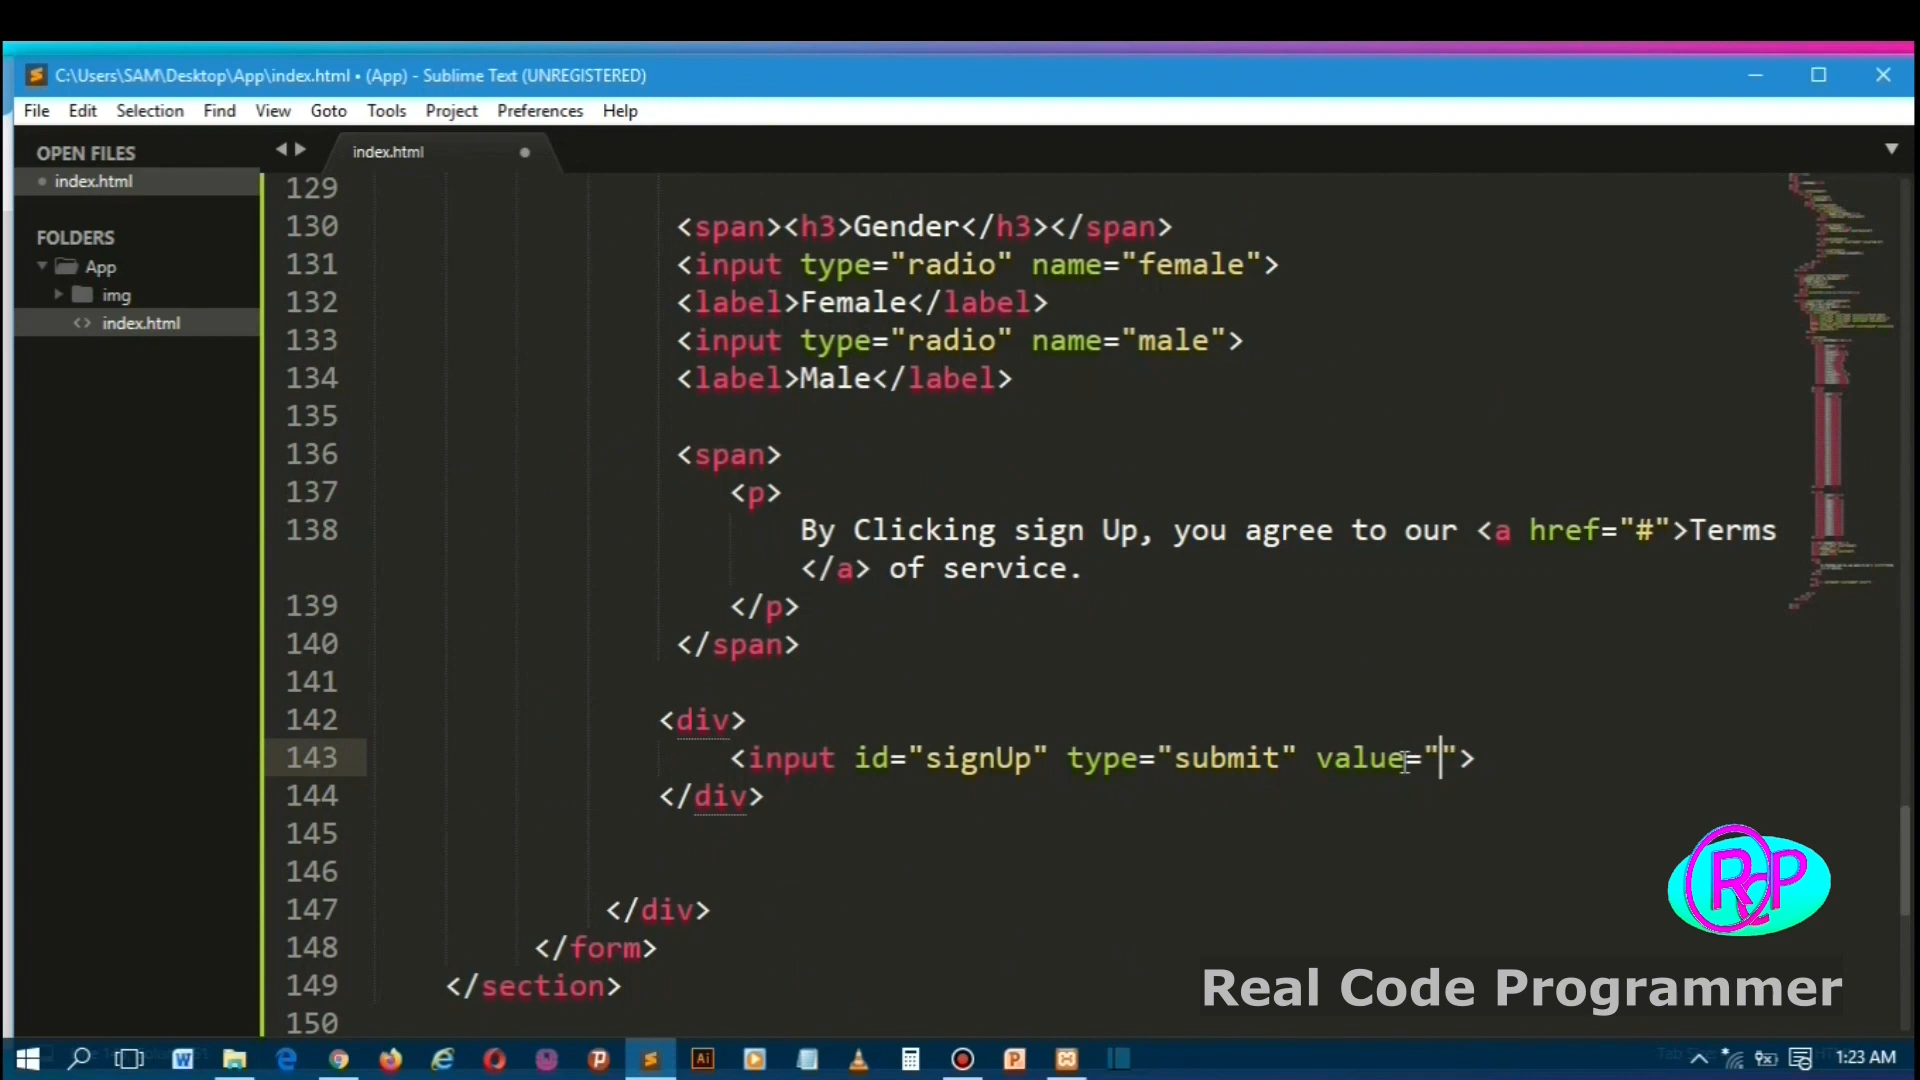 C:\Users\SAM\Desktop\App\index.html • (App) - Sublime Text (UNREGISTERED)
File Edit Selection Find View Goto Tools Project Preferences Help
OPEN FILES
index.html
FOLDERS
App
img
index.html
index.html
129
130 <span><h3>Gender</h3></span>
131 <input type="radio" name="female">
132 <label>Female</label>
133 <input type="radio" name="male">
134 <label>Male</label>
135
136 <span>
137 <p>
138 By Clicking sign Up, you agree to our <a href="#">Terms
</a> of service.
139 </p>
140 </span>
141
142 <div>
143 <input id="signUp" type="submit" value="">
144 </div>
145
146
147 </div>
148 </form>
149 </section>
150
RCP
Real Code Programmer
1:23 AM